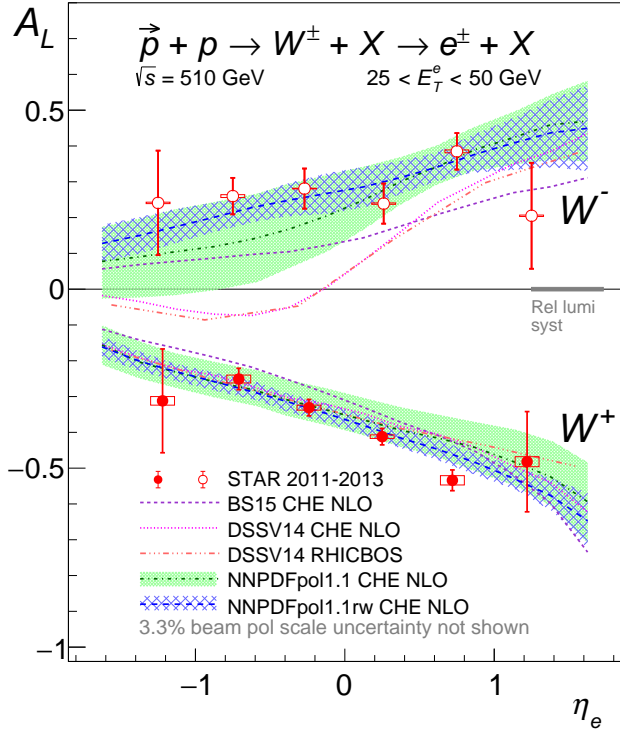 A_L
p⃗ + p → W^± + X → e^± + X
√s = 510 GeV 25 < E_T^e < 50 GeV
0.5
W^-
0
Rel lumi
syst
W^+
−0.5
STAR 2011-2013
BS15 CHE NLO
DSSV14 CHE NLO
DSSV14 RHICBOS
NNPDFpol1.1 CHE NLO
NNPDFpol1.1rw CHE NLO
3.3% beam pol scale uncertainty not shown
−1
−1 0 1
η_e